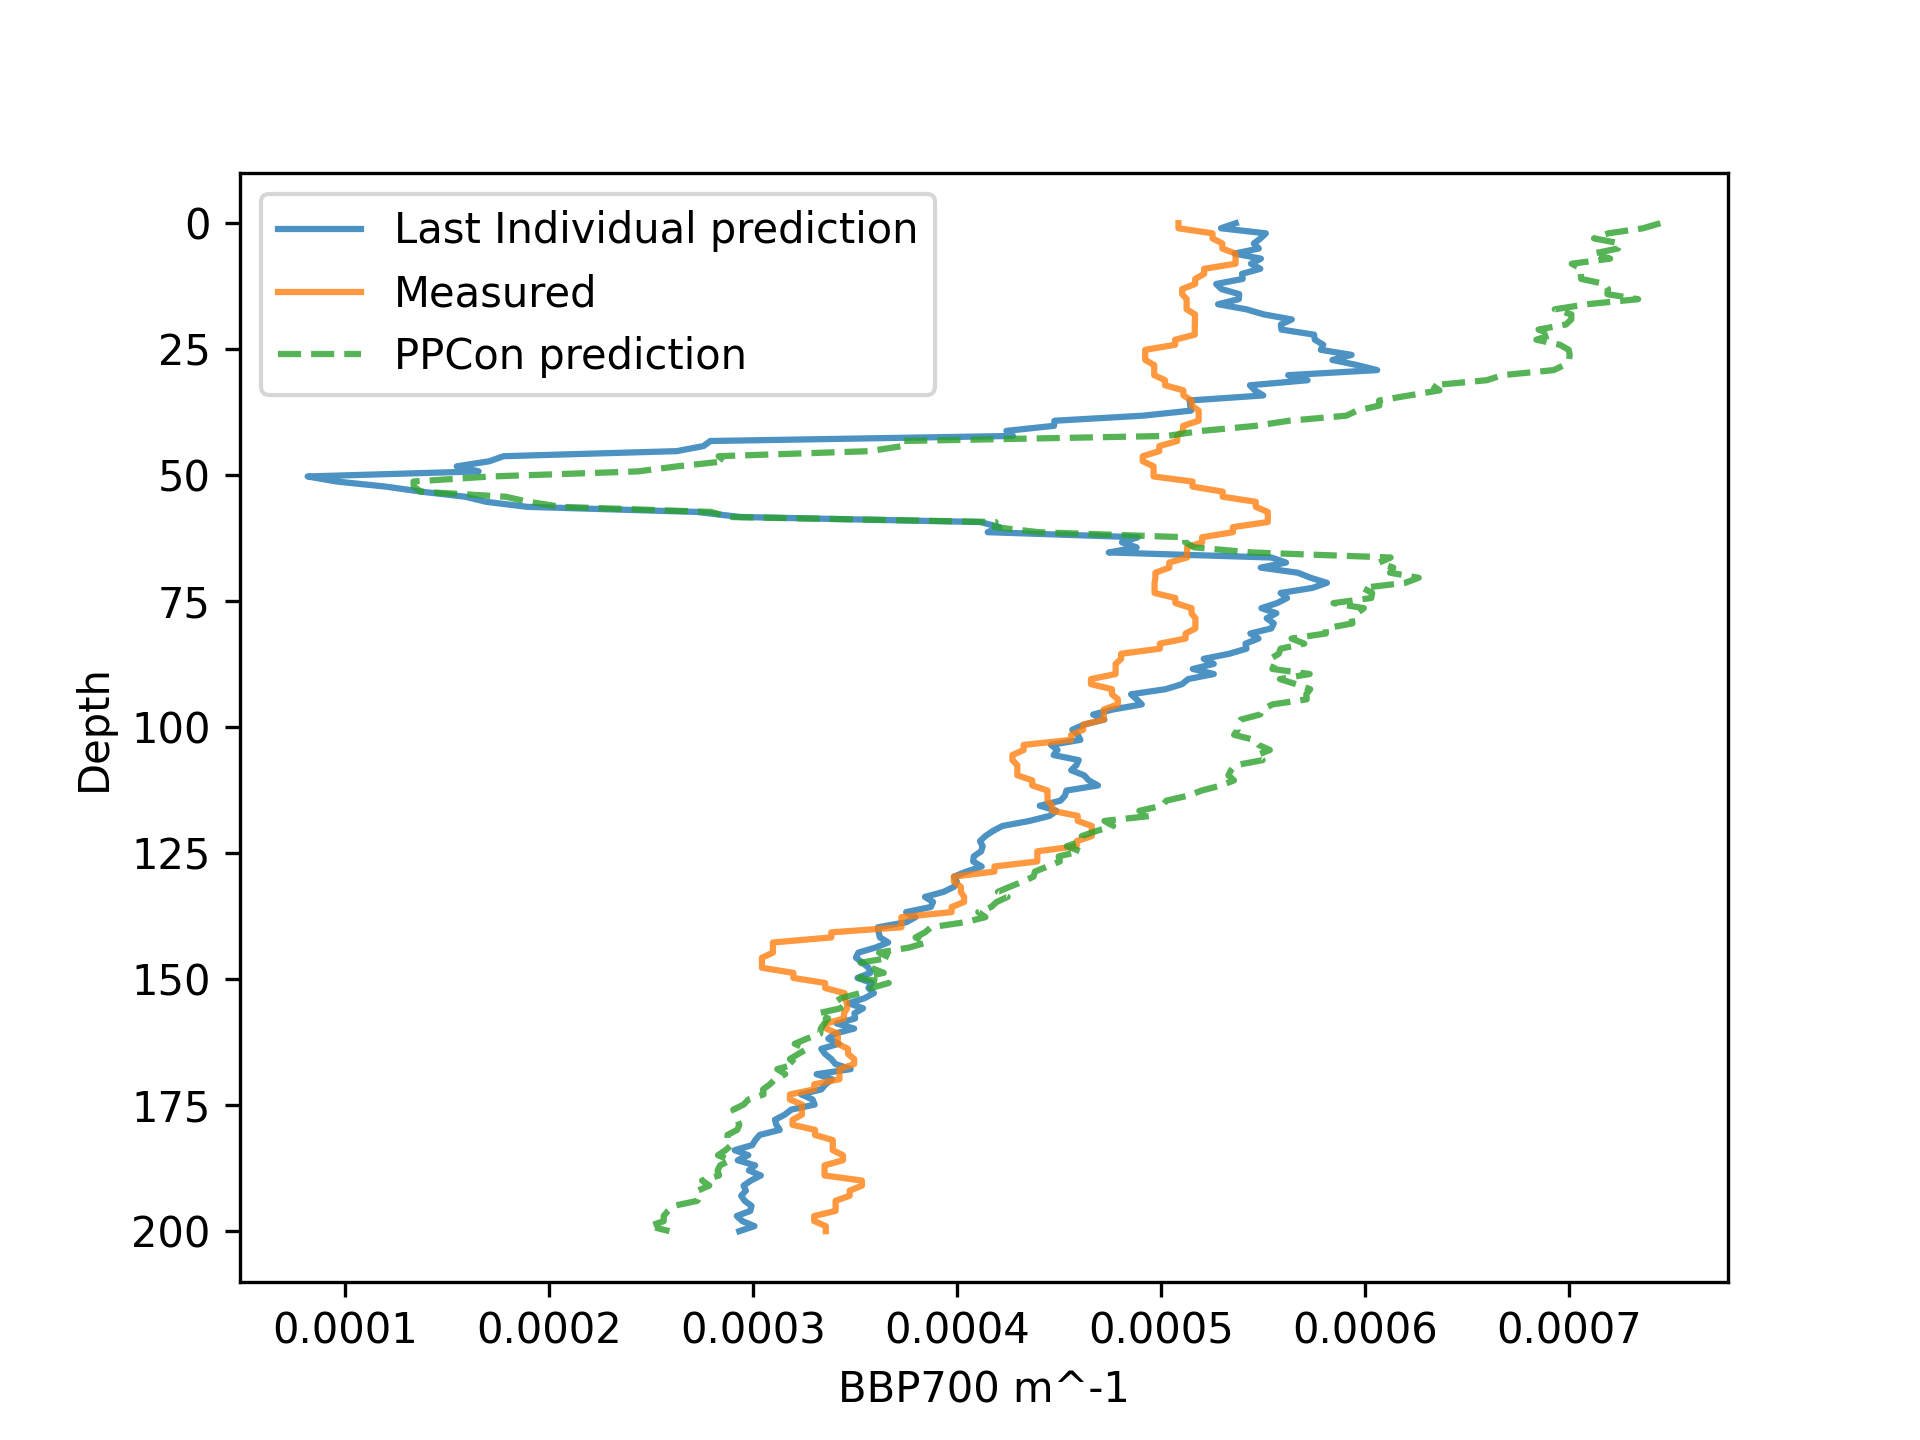 Last Individual prediction
Measured
PPCon prediction
0
25
50
75
100
125
150
175
200
Depth
0.0001 0.0002 0.0003 0.0004 0.0005 0.0006 0.0007
BBP700 m^-1